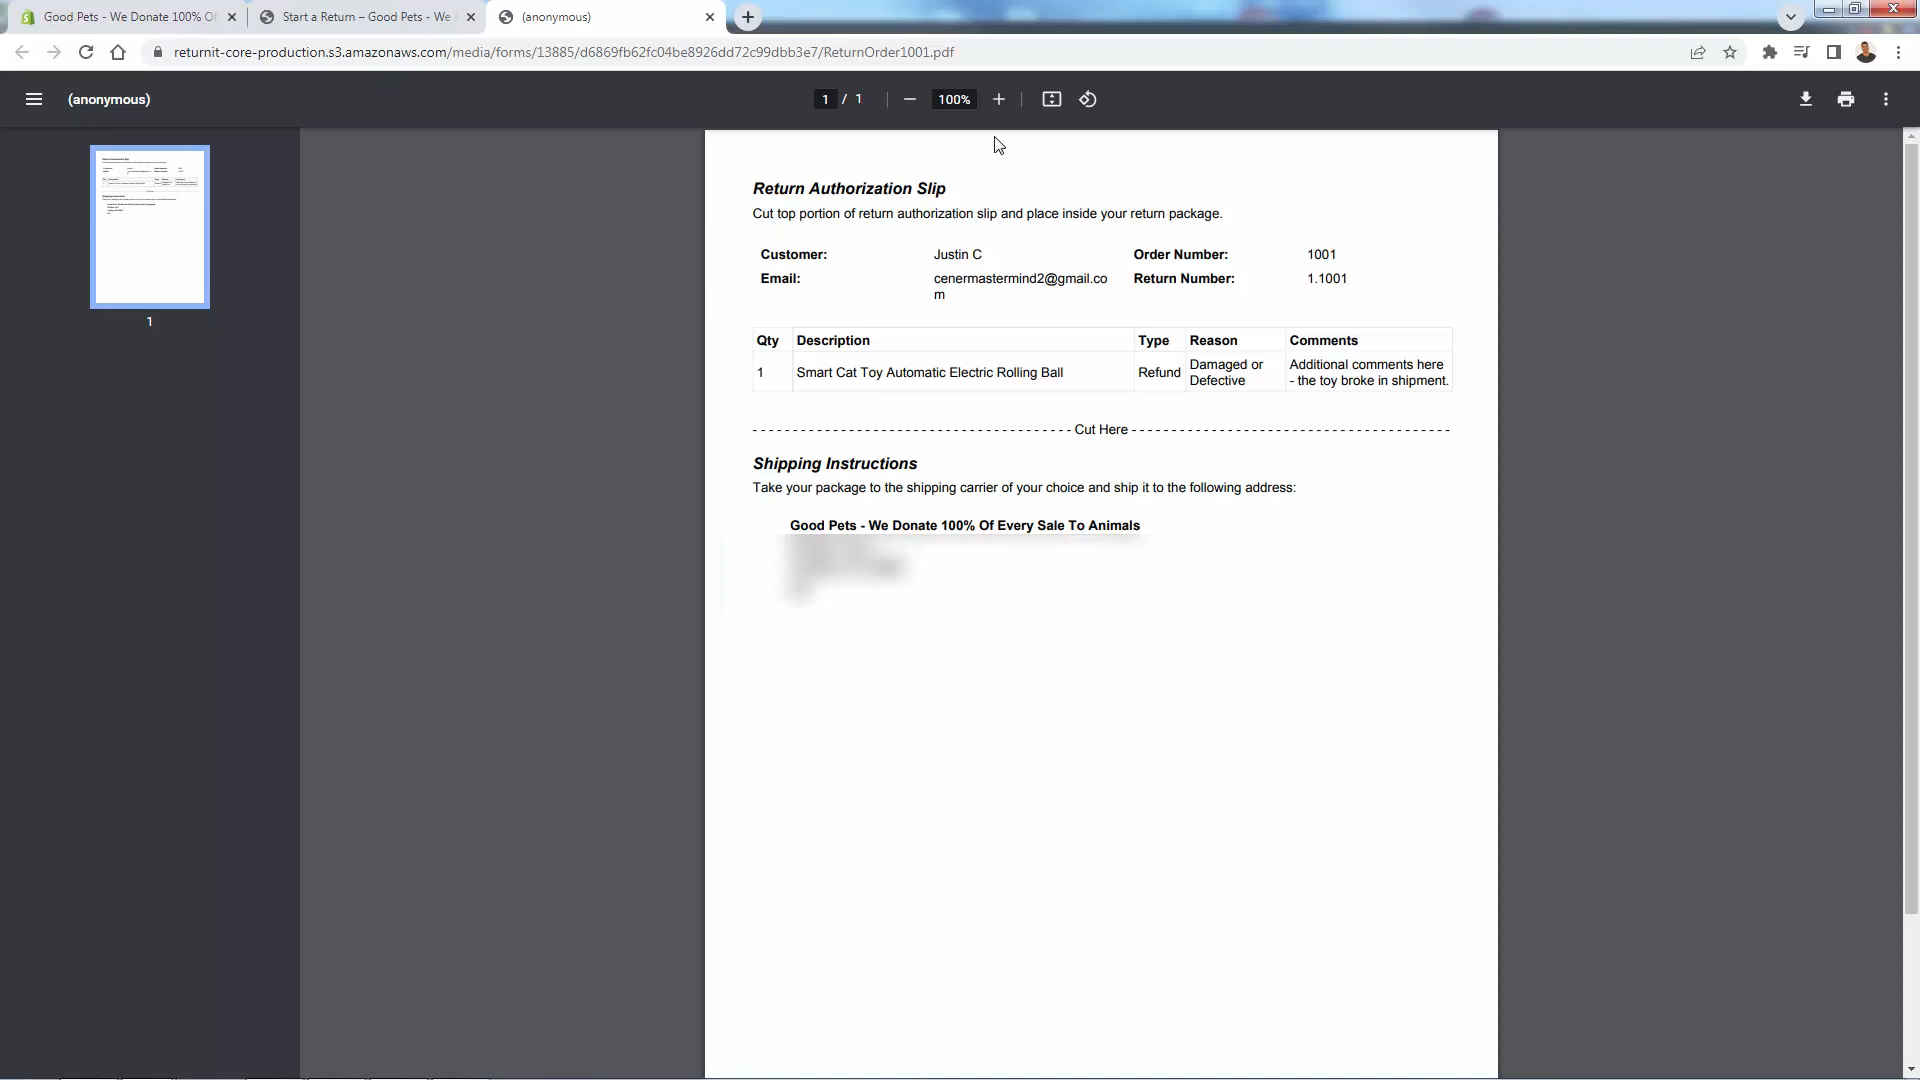 Good Pets - We Donate 100% Of
Start a Return – Good Pets - We
(anonymous)
returnit-core-production.s3.amazonaws.com/media/forms/13885/d6869fb62fc04be8926dd72c99dbb3e7/ReturnOrder1001.pdf
(anonymous)
1 / 1
100%
1
Return Authorization Slip
Cut top portion of return authorization slip and place inside your return package.
Customer: Justin C Order Number: 1001
Email: cenermastermind2@gmail.co Return Number: 1.1001
m
Qty Description Type Reason Comments
1 Smart Cat Toy Automatic Electric Rolling Ball Refund Damaged or Additional comments here
Defective - the toy broke in shipment.
- - - - - - - - - - - - - - - - - - - - - - - - - - - - - - - - - - - - - - - Cut Here - - - - - - - - - - - - - - - - - - - - - - - - - - - - - - - - - - - - - - -
Shipping Instructions
Take your package to the shipping carrier of your choice and ship it to the following address:
Good Pets - We Donate 100% Of Every Sale To Animals